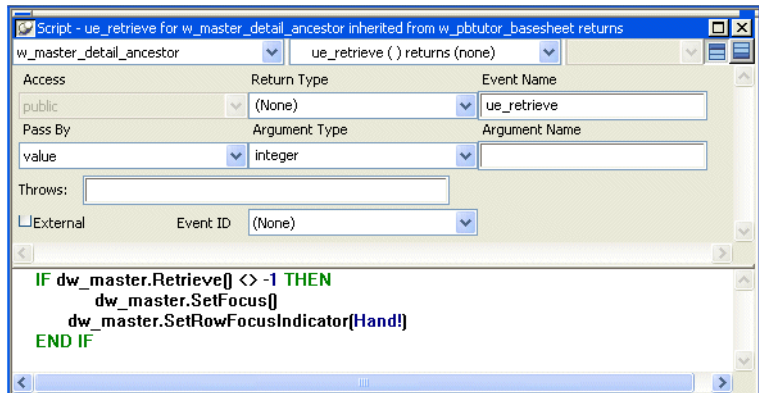 Script - ue_retrieve for w_master_detail_ancestor inherited from w_pbtutor_basesheet returns
w_master_detail_ancestor ue_retrieve ( ) returns (none)
Access Return Type Event Name
public (None) ue_retrieve
Pass By Argument Type Argument Name
value integer
Throws:
External Event ID (None)
IF dw_master.Retrieve() <> -1 THEN
dw_master.SetFocus()
dw_master.SetRowFocusIndicator(Hand!)
END IF